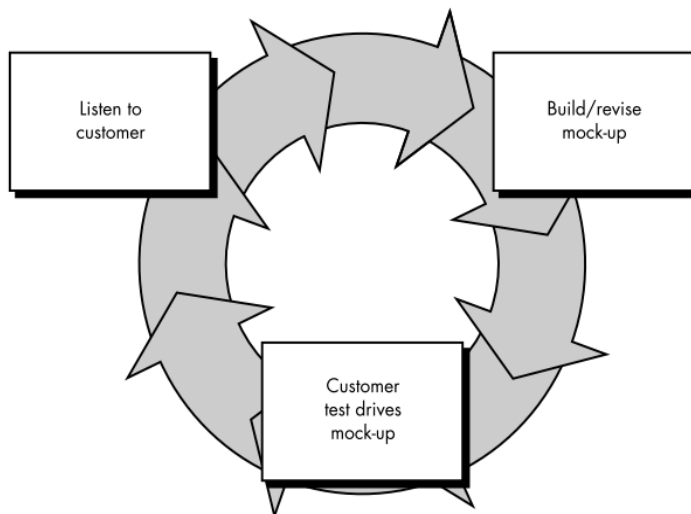 Listen to
customer
Build/revise
mock-up
Customer
test drives
mock-up